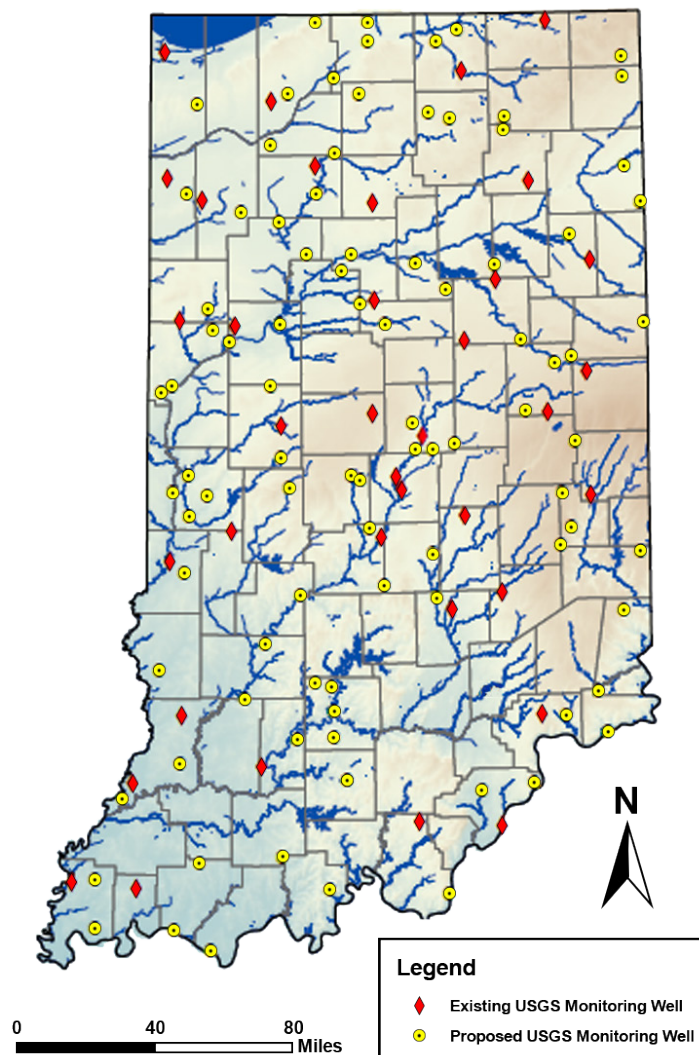 N
Legend
Existing USGS Monitoring Well
Proposed USGS Monitoring Well
0 40 80
Miles